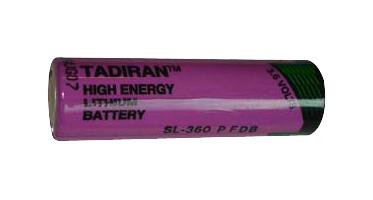 TADIRAN™
HIGH ENERGY
LITHIUM
BATTERY
SL-360 P FDB
3.6 VOLTS